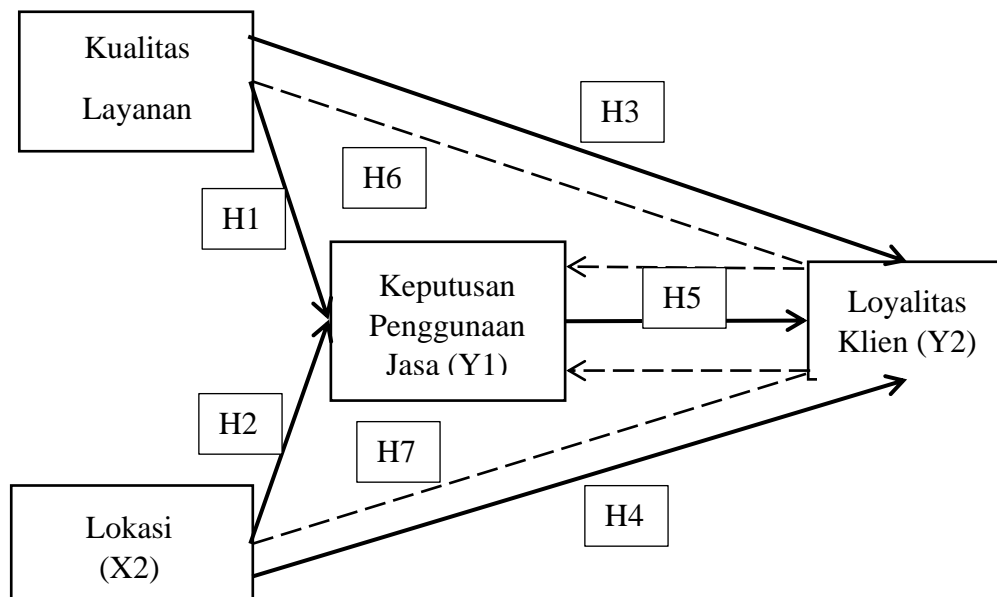 Kualitas
Layanan
H3
H6
H1
Keputusan
Penggunaan
Jasa (Y1)
H5
Loyalitas
Klien (Y2)
H2
H7
H4
Lokasi
(X2)